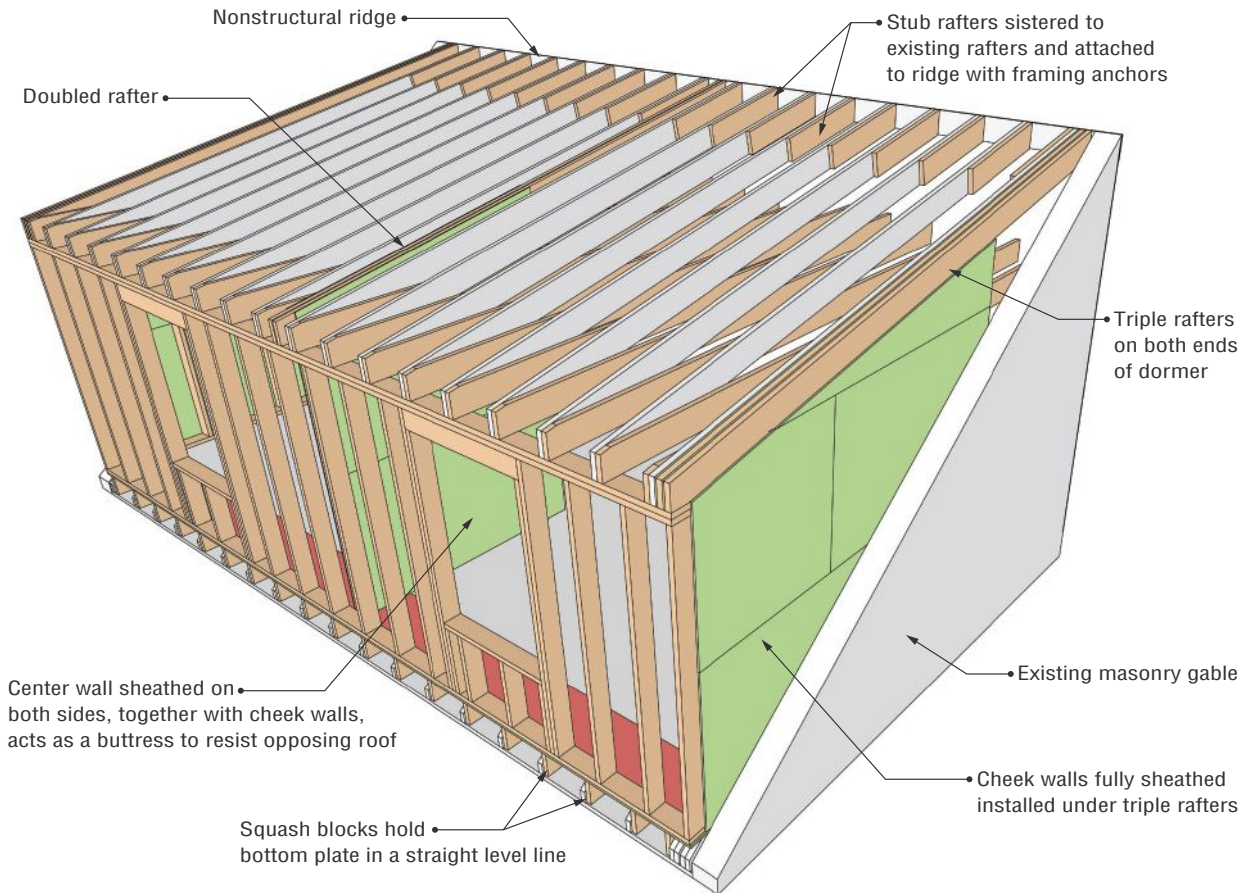 Nonstructural ridge
Stub rafters sistered to
existing rafters and attached
to ridge with framing anchors
Doubled rafter
Triple rafters
on both ends
of dormer
Center wall sheathed on
both sides, together with cheek walls,
acts as a buttress to resist opposing roof
Existing masonry gable
Cheek walls fully sheathed
installed under triple rafters
Squash blocks hold
bottom plate in a straight level line